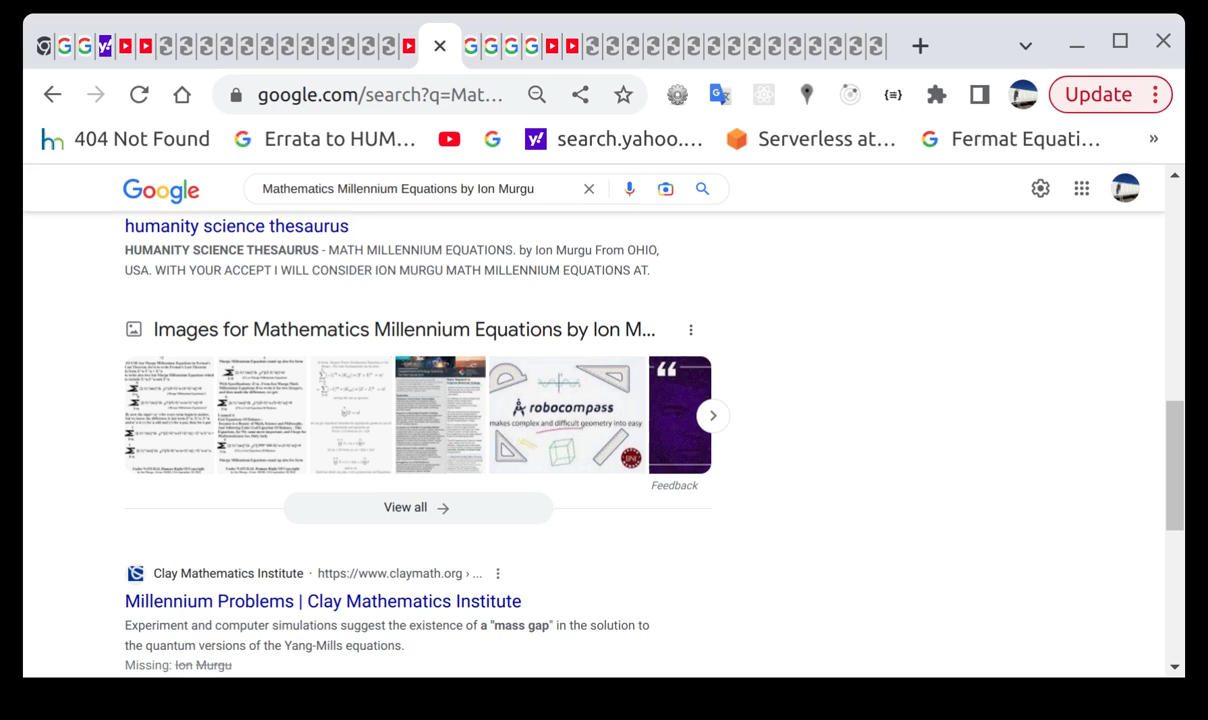 google.com/search?q=Mat...
Update
404 Not Found
Errata to HUM...
search.yahoo....
Serverless at...
Fermat Equati...
»
Google
Mathematics Millennium Equations by Ion Murgu
humanity science thesaurus
HUMANITY SCIENCE THESAURUS - MATH MILLENNIUM EQUATIONS. by Ion Murgu From OHIO,
USA. WITH YOUR ACCEPT I WILL CONSIDER ION MURGU MATH MILLENNIUM EQUATIONS AT.
Images for Mathematics Millennium Equations by Ion M...
robocompass
makes complex and difficult geometry into easy
Feedback
View all
Clay Mathematics Institute · https://www.claymath.org › ...
Millennium Problems | Clay Mathematics Institute
Experiment and computer simulations suggest the existence of a "mass gap" in the solution to
the quantum versions of the Yang-Mills equations.
Missing: Ion Murgu